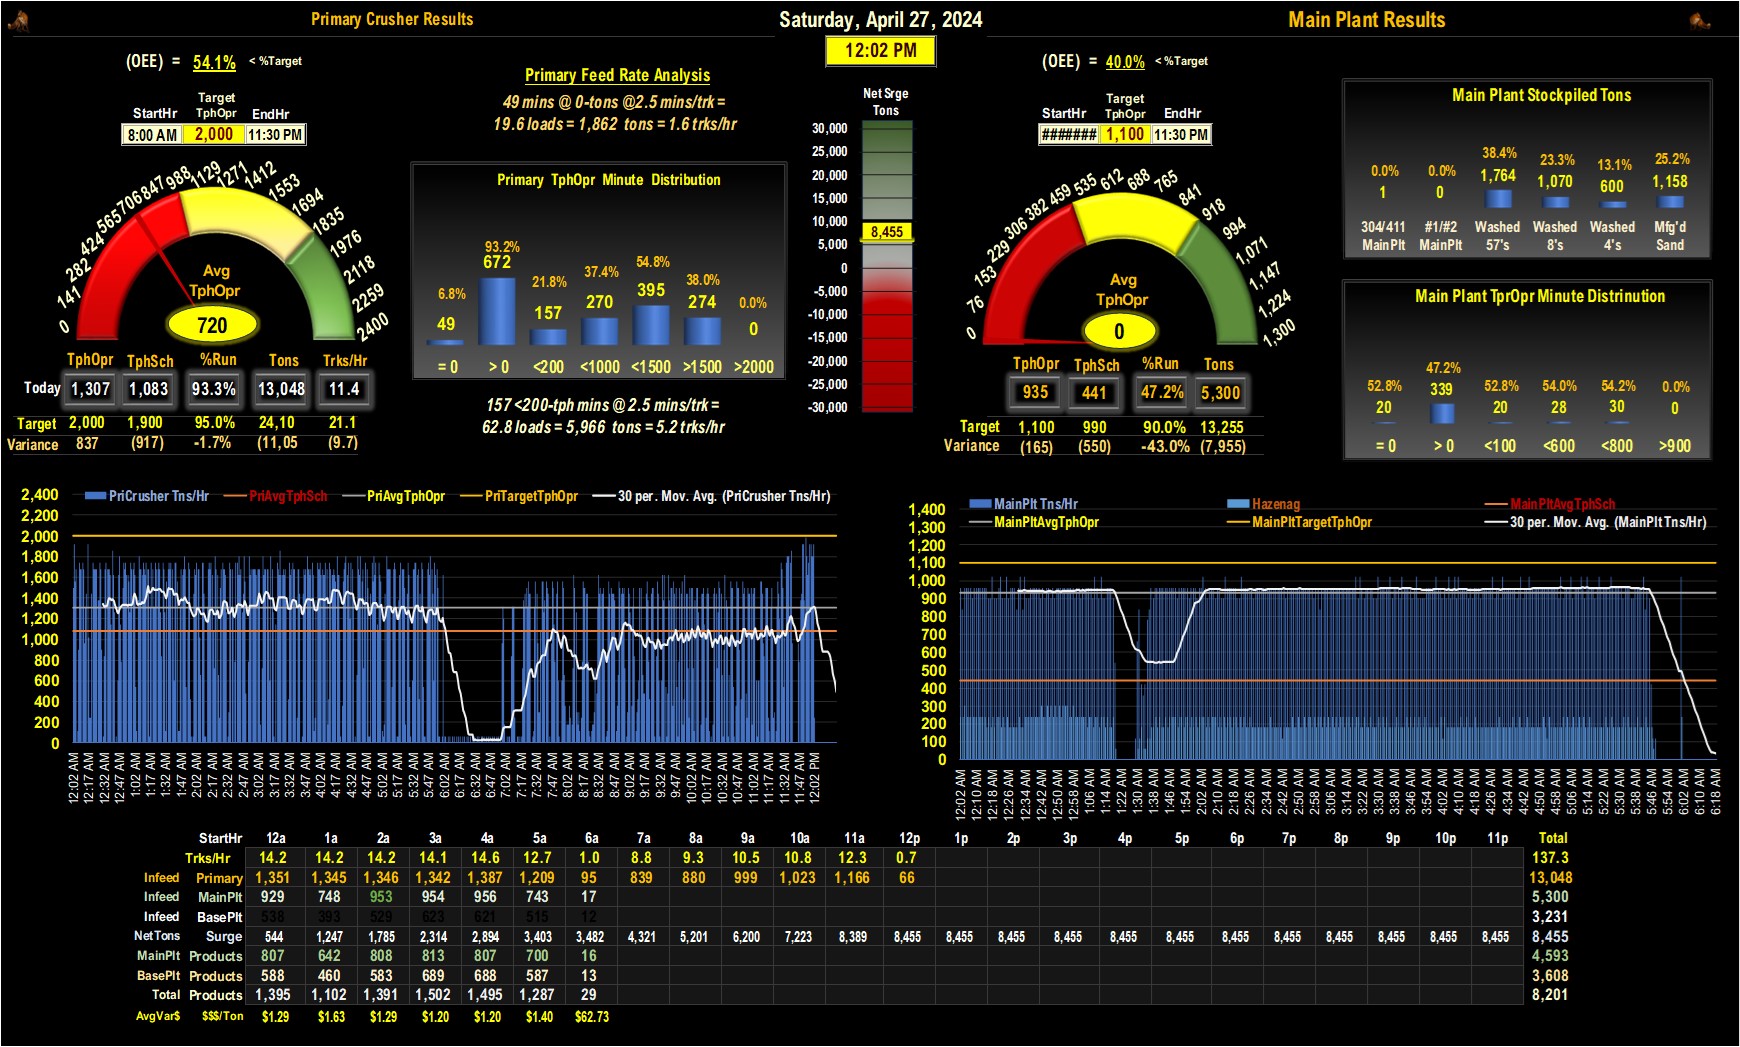 Primary Crusher Results
Saturday, April 27, 2024
Main Plant Results
12:02 PM
(OEE) = 54.1% < %Target
StartHr Target TphOpr EndHr
8:00 AM 2,000 11:30 PM
0 141 282 424 565 706 847 988 1129 1271 1412 1553 1694 1835 1976 2118 2259 2400
Avg
TphOpr
720
TphOpr TphSch %Run Tons Trks/Hr
Today 1,307 1,083 93.3% 13,048 11.4
Target 2,000 1,900 95.0% 24,10 21.1
Variance 837 (917) -1.7% (11,05 (9.7)
Primary Feed Rate Analysis
49 mins @ 0-tons @2.5 mins/trk =
19.6 loads = 1,862 tons = 1.6 trks/hr
Primary TphOpr Minute Distribution
6.8% 93.2% 21.8% 37.4% 54.8% 38.0% 0.0%
49 672 157 270 395 274 0
= 0 > 0 <200 <1000 <1500 >1500 >2000
157 <200-tph mins @ 2.5 mins/trk =
62.8 loads = 5,966 tons = 5.2 trks/hr
Net Srge
Tons
30,000
25,000
20,000
15,000
10,000
8,455
5,000
0
-5,000
-10,000
-15,000
-20,000
-25,000
-30,000
(OEE) = 40.0% < %Target
StartHr Target TphOpr EndHr
####### 1,100 11:30 PM
0 76 153 229 306 382 459 535 612 688 765 841 918 994 1,071 1,147 1,224 1,300
Avg
TphOpr
0
TphOpr TphSch %Run Tons
935 441 47.2% 5,300
Target 1,100 990 90.0% 13,255
Variance (165) (550) -43.0% (7,955)
Main Plant Stockpiled Tons
0.0% 0.0% 38.4% 23.3% 13.1% 25.2%
1 0 1,764 1,070 600 1,158
304/411 #1/#2 Washed Washed Washed Mfg'd
MainPlt MainPlt 57's 8's 4's Sand
Main Plant TprOpr Minute Distrinution
52.8% 47.2% 52.8% 54.0% 54.2% 0.0%
20 339 20 28 30 0
= 0 > 0 <100 <600 <800 >900
PriCrusher Tns/Hr PriAvgTphSch PriAvgTphOpr PriTargetTphOpr 30 per. Mov. Avg. (PriCrusher Tns/Hr)
2,400
2,200
2,000
1,800
1,600
1,400
1,200
1,000
800
600
400
200
0
12:02 AM 12:17 AM 12:32 AM 12:47 AM 1:02 AM 1:17 AM 1:32 AM 1:47 AM 2:02 AM 2:17 AM 2:32 AM 2:47 AM 3:02 AM 3:17 AM 3:32 AM 3:47 AM 4:02 AM 4:17 AM 4:32 AM 4:47 AM 5:02 AM 5:17 AM 5:32 AM 5:47 AM 6:02 AM 6:17 AM 6:32 AM 6:47 AM 7:02 AM 7:17 AM 7:32 AM 7:47 AM 8:02 AM 8:17 AM 8:32 AM 8:47 AM 9:02 AM 9:17 AM 9:32 AM 9:47 AM 10:02 AM 10:17 AM 10:32 AM 10:47 AM 11:02 AM 11:17 AM 11:32 AM 11:47 AM 12:02 PM
MainPlt Tns/Hr Hazenag MainPltAvgTphSch
MainPltAvgTphOpr MainPltTargetTphOpr 30 per. Mov. Avg. (MainPlt Tns/Hr)
1,400
1,300
1,200
1,100
1,000
900
800
700
600
500
400
300
200
100
0
12:02 AM 12:10 AM 12:18 AM 12:26 AM 12:34 AM 12:42 AM 12:50 AM 12:58 AM 1:06 AM 1:14 AM 1:22 AM 1:30 AM 1:38 AM 1:46 AM 1:54 AM 2:02 AM 2:10 AM 2:18 AM 2:26 AM 2:34 AM 2:42 AM 2:50 AM 2:58 AM 3:06 AM 3:14 AM 3:22 AM 3:30 AM 3:38 AM 3:46 AM 3:54 AM 4:02 AM 4:10 AM 4:18 AM 4:26 AM 4:34 AM 4:42 AM 4:50 AM 4:58 AM 5:06 AM 5:14 AM 5:22 AM 5:30 AM 5:38 AM 5:46 AM 5:54 AM 6:02 AM 6:10 AM 6:18 AM
StartHr 12a 1a 2a 3a 4a 5a 6a 7a 8a 9a 10a 11a 12p 1p 2p 3p 4p 5p 6p 7p 8p 9p 10p 11p Total
Trks/Hr 14.2 14.2 14.2 14.1 14.6 12.7 1.0 8.8 9.3 10.5 10.8 12.3 0.7 137.3
Infeed Primary 1,351 1,345 1,346 1,342 1,387 1,209 95 839 880 999 1,023 1,166 66 13,048
Infeed MainPlt 929 748 953 954 956 743 17 5,300
Infeed BasePlt 538 393 529 623 621 515 12 3,231
NetTons Surge 544 1,247 1,785 2,314 2,894 3,403 3,482 4,321 5,201 6,200 7,223 8,389 8,455 8,455 8,455 8,455 8,455 8,455 8,455 8,455 8,455 8,455 8,455 8,455 8,455
MainPlt Products 807 642 808 813 807 700 16 4,593
BasePlt Products 588 460 583 689 688 587 13 3,608
Total Products 1,395 1,102 1,391 1,502 1,495 1,287 29 8,201
AvgVar$ $$$/Ton $1.29 $1.63 $1.29 $1.20 $1.20 $1.40 $62.73